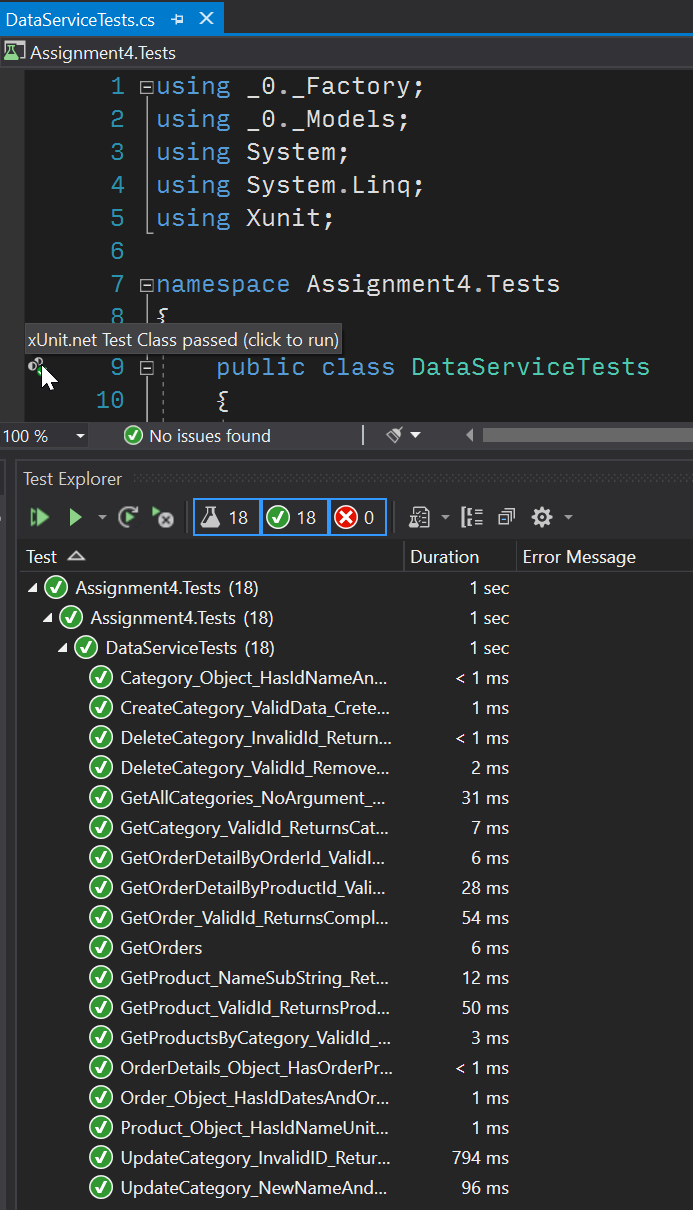 DataServiceTests.cs
Assignment4.Tests
1 using _0._Factory;
2 using _0._Models;
3 using System;
4 using System.Linq;
5 using Xunit;
6
7 namespace Assignment4.Tests
8 {
xUnit.net Test Class passed (click to run)
9 public class DataServiceTests
10 {
100 % No issues found
Test Explorer
18 18 0
Test Duration Error Message
Assignment4.Tests (18) 1 sec
Assignment4.Tests (18) 1 sec
DataServiceTests (18) 1 sec
Category_Object_HasIdNameAn... < 1 ms
CreateCategory_ValidData_Crete... 1 ms
DeleteCategory_InvalidId_Return... < 1 ms
DeleteCategory_ValidId_Remove... 2 ms
GetAllCategories_NoArgument_... 31 ms
GetCategory_ValidId_ReturnsCat... 7 ms
GetOrderDetailByOrderId_ValidI... 6 ms
GetOrderDetailByProductId_Vali... 28 ms
GetOrder_ValidId_ReturnsCompl... 54 ms
GetOrders 6 ms
GetProduct_NameSubString_Ret... 12 ms
GetProduct_ValidId_ReturnsProd... 50 ms
GetProductsByCategory_ValidId_... 3 ms
OrderDetails_Object_HasOrderPr... < 1 ms
Order_Object_HasIdDatesAndOr... 1 ms
Product_Object_HasIdNameUnit... 1 ms
UpdateCategory_InvalidID_Retur... 794 ms
UpdateCategory_NewNameAnd... 96 ms